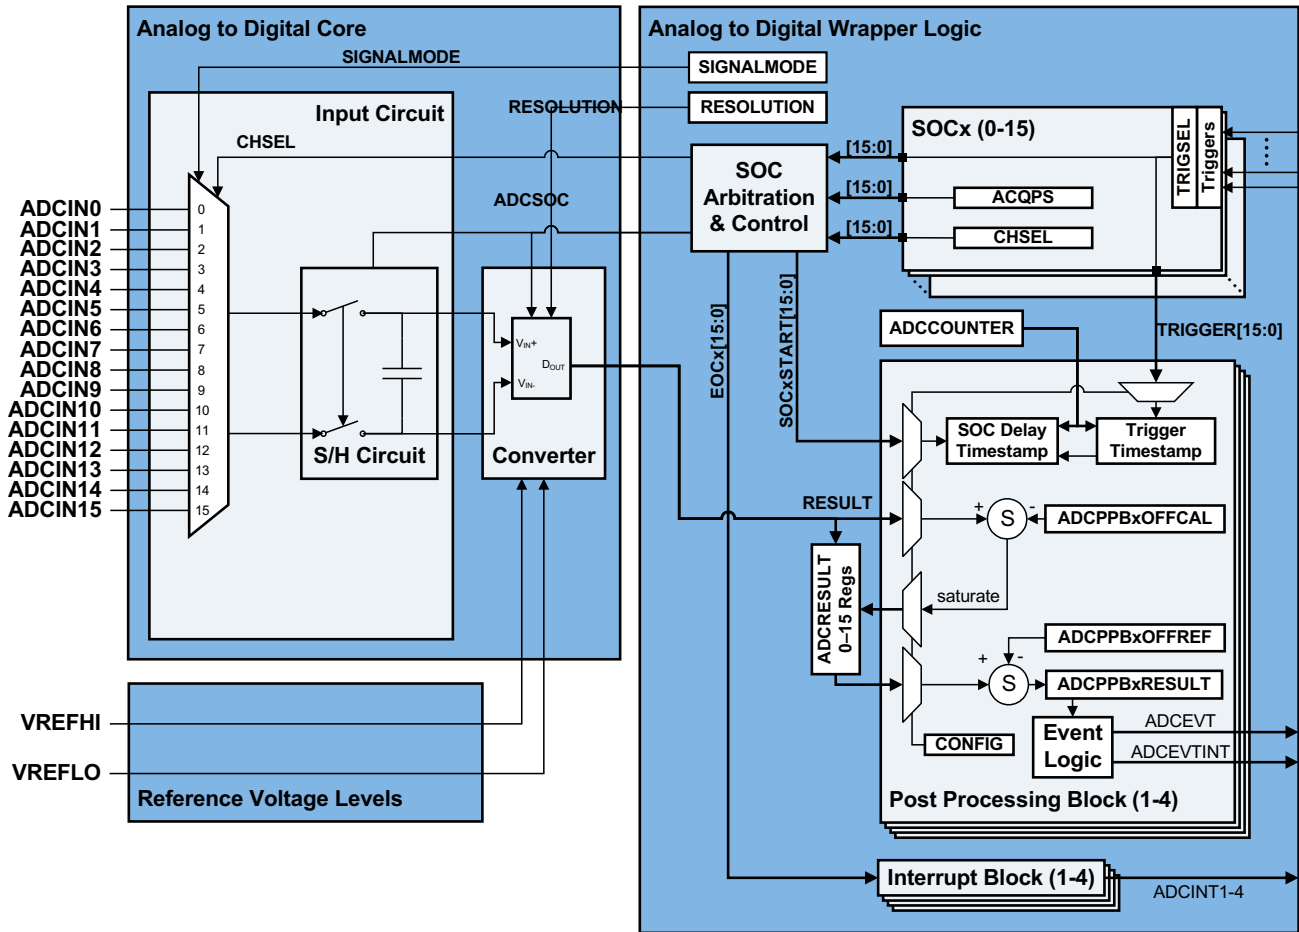 Analog to Digital Core
SIGNALMODE
RESOLUTION
Input Circuit
CHSEL
ADCSOC
ADCIN0
ADCIN1
ADCIN2
ADCIN3
ADCIN4
ADCIN5
ADCIN6
ADCIN7
ADCIN8
ADCIN9
ADCIN10
ADCIN11
ADCIN12
ADCIN13
ADCIN14
ADCIN15
0
1
2
3
4
5
6
7
8
9
10
11
12
13
14
15
S/H Circuit
VIN+
DOUT
VIN-
Converter
VREFHI
VREFLO
Reference Voltage Levels
Analog to Digital Wrapper Logic
SIGNALMODE
RESOLUTION
SOC
Arbitration
& Control
[15:0]
[15:0]
[15:0]
SOCx (0-15)
TRIGSEL
Triggers
ACQPS
CHSEL
EOCx[15:0]
SOCxSTART[15:0]
ADCCOUNTER
TRIGGER[15:0]
SOC Delay
Timestamp
Trigger
Timestamp
RESULT
+
S
-
ADCPPBxOFFCAL
ADCRESULT
0–15 Regs
saturate
ADCPPBxOFFREF
+
-
S
ADCPPBxRESULT
CONFIG
Event
Logic
ADCEVT
ADCEVTINT
Post Processing Block (1-4)
Interrupt Block (1-4)
ADCINT1-4